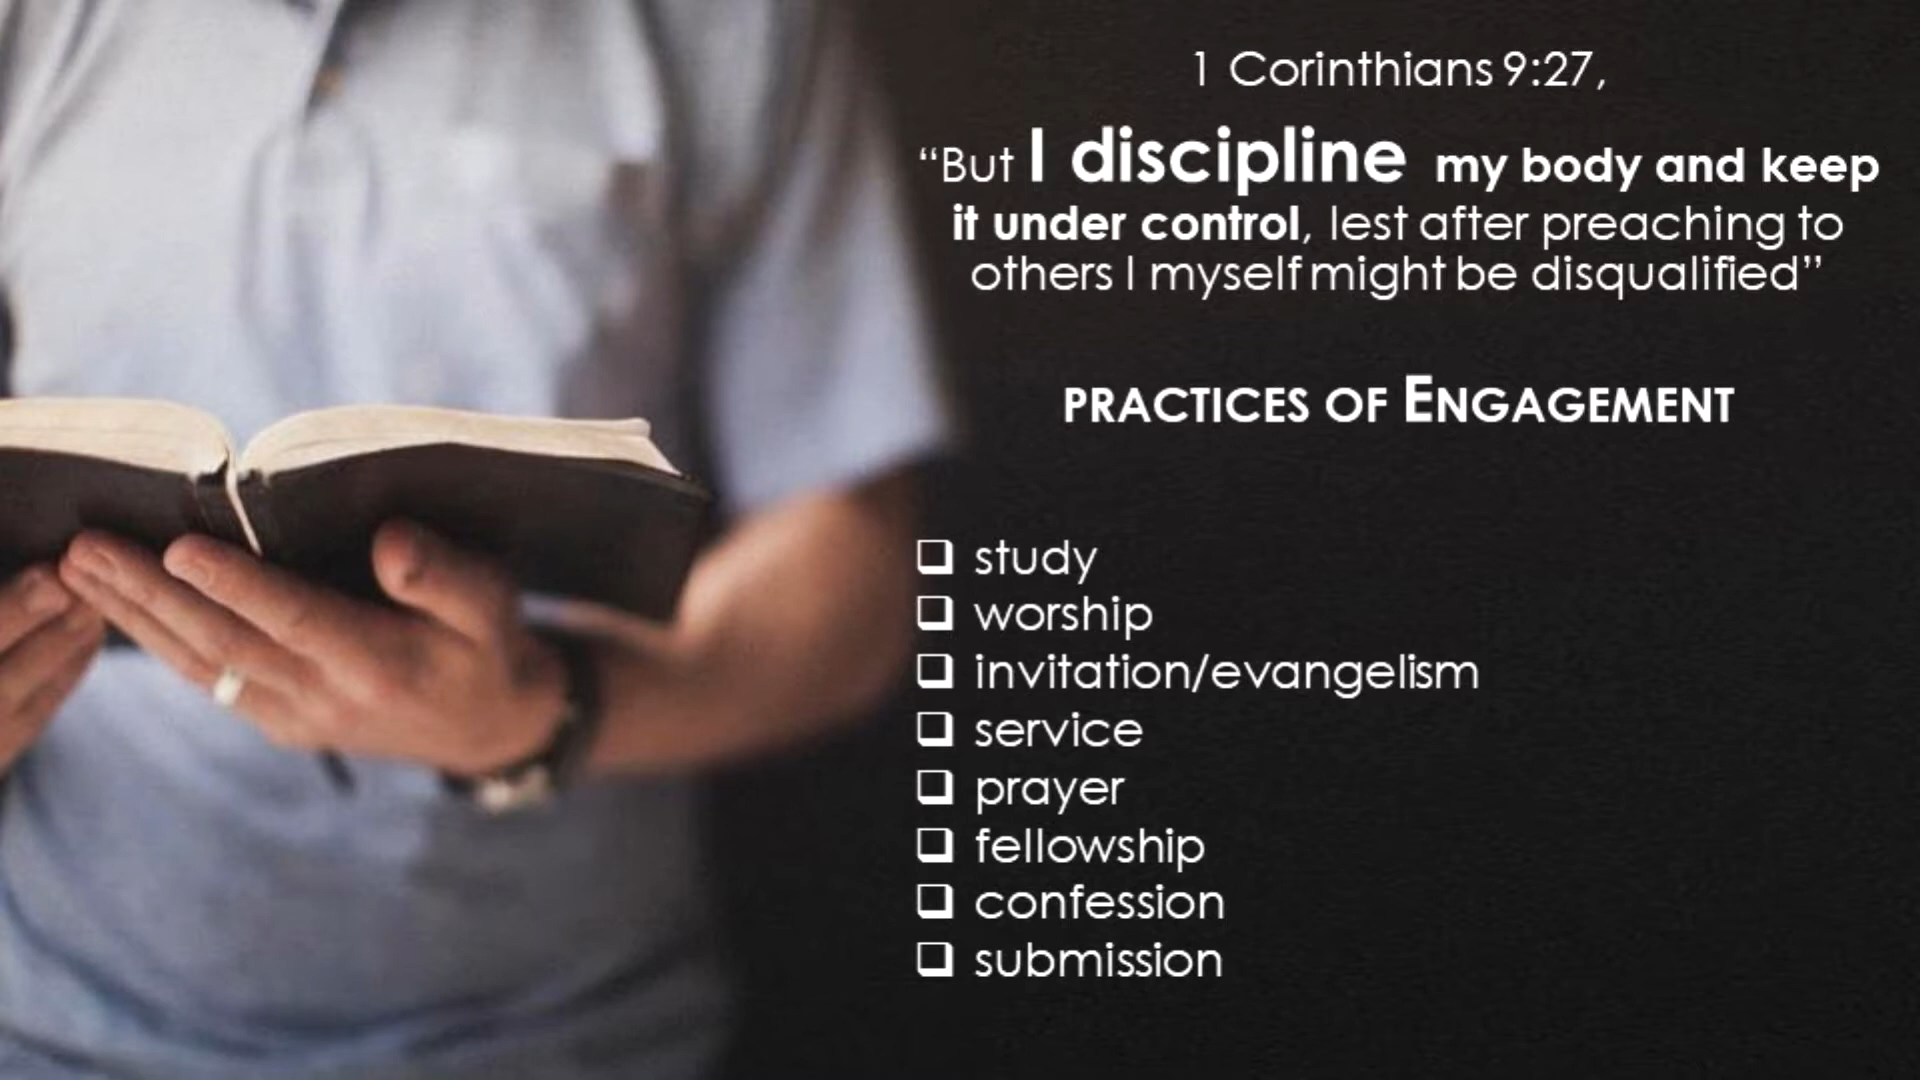 1 Corinthians 9:27,
“But I discipline my body and keep
it under control, lest after preaching to
others I myself might be disqualified”
PRACTICES OF ENGAGEMENT
❑ study
❑ worship
❑ invitation/evangelism
❑ service
❑ prayer
❑ fellowship
❑ confession
❑ submission